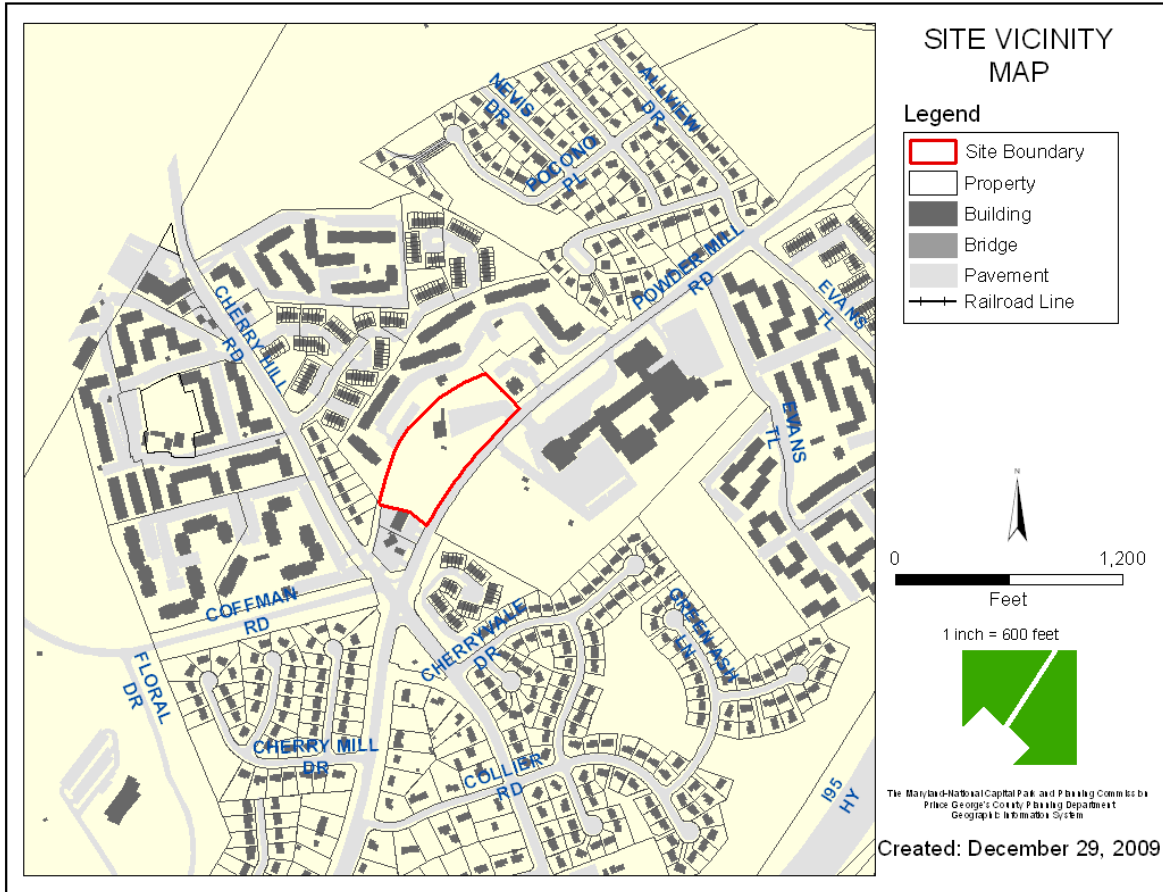 SITE VICINITY
MAP
Legend
Site Boundary
Property
Building
Bridge
Pavement
Railroad Line
NEVIS
DR
ALLVIEW
DR
POCONO
PL
POWDER MILL
RD
EVANS
TL
CHERRY HILL
RD
EVANS
TL
COFFMAN
RD
FLORAL
DR
CHERRYVALE
DR
GREEN ASH
LN
CHERRY MILL
DR
COLLIER
RD
I95
HY
N
0 1,200
Feet
1 inch = 600 feet
The Maryland-National Capital Park and Planning Commission
Prince George's County Planning Department
Geographic Information System
Created: December 29, 2009